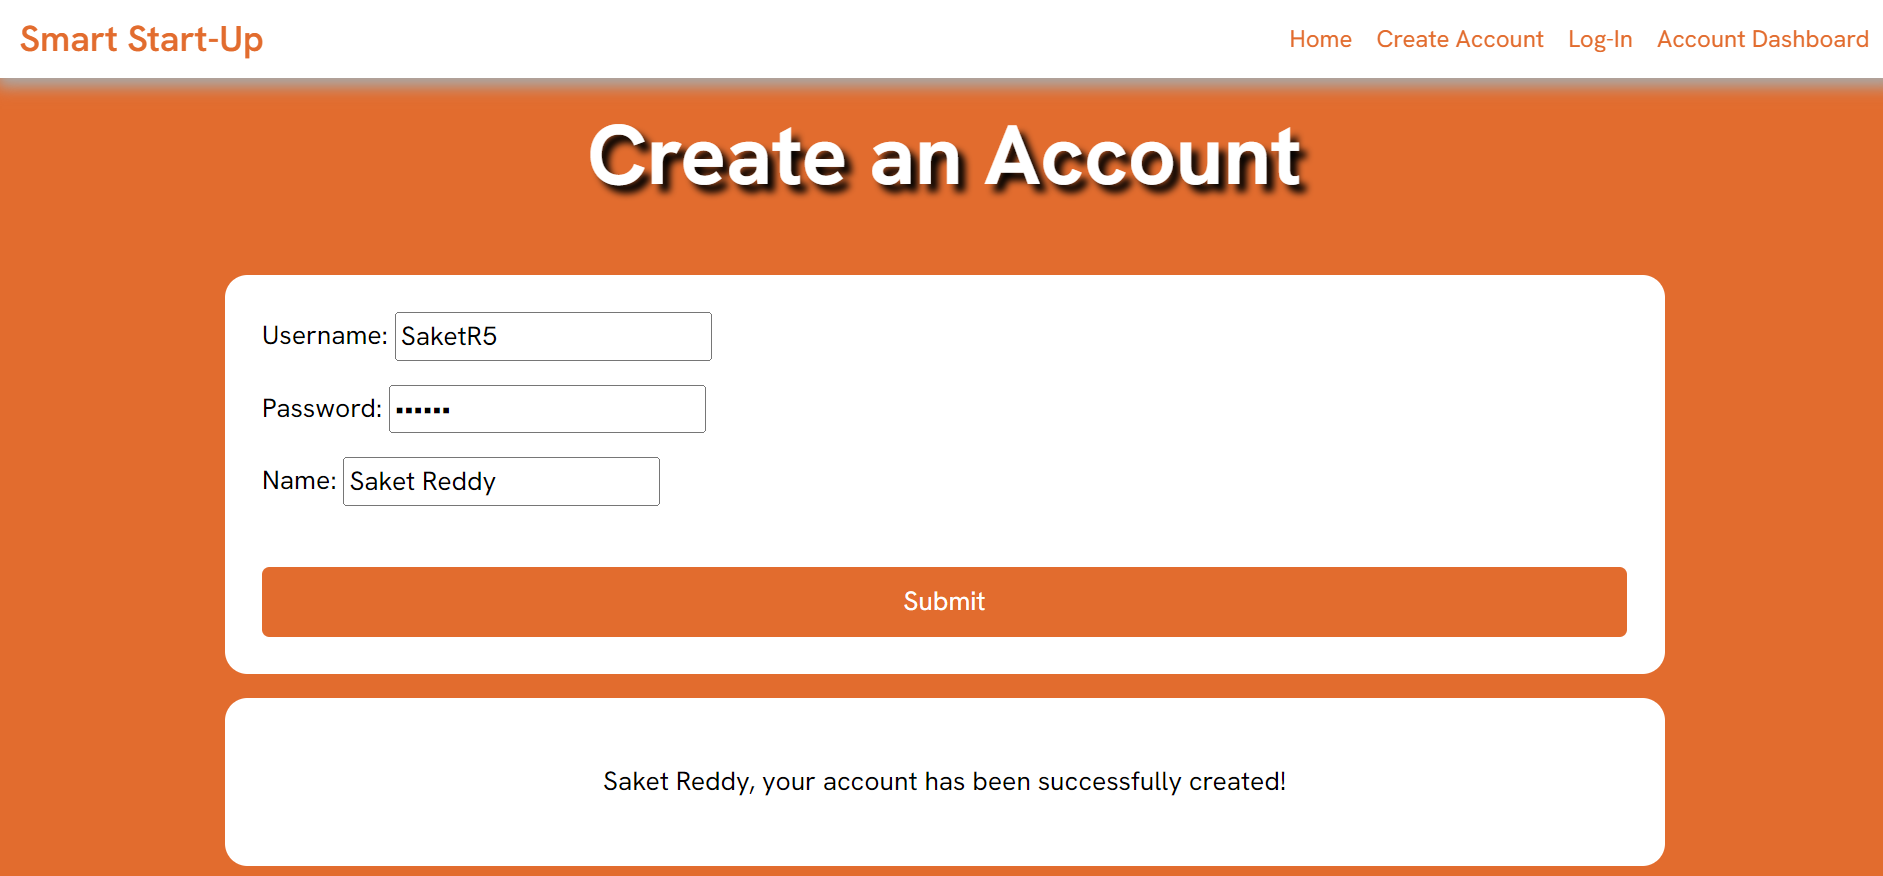 Smart Start-Up
Home Create Account Log-In Account Dashboard
Create an Account
Username: SaketR5
Password: ••••••
Name: Saket Reddy
Submit
Saket Reddy, your account has been successfully created!